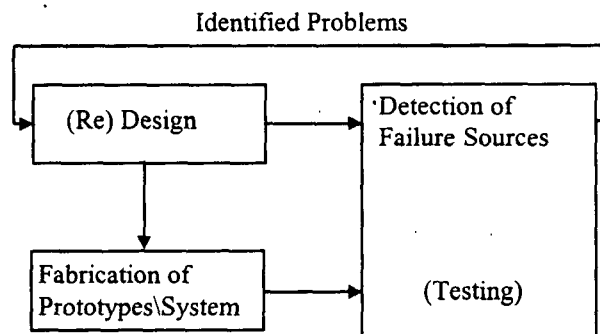 Identified Problems
(Re) Design
Detection of
Failure Sources
Fabrication of
Prototypes\System
(Testing)